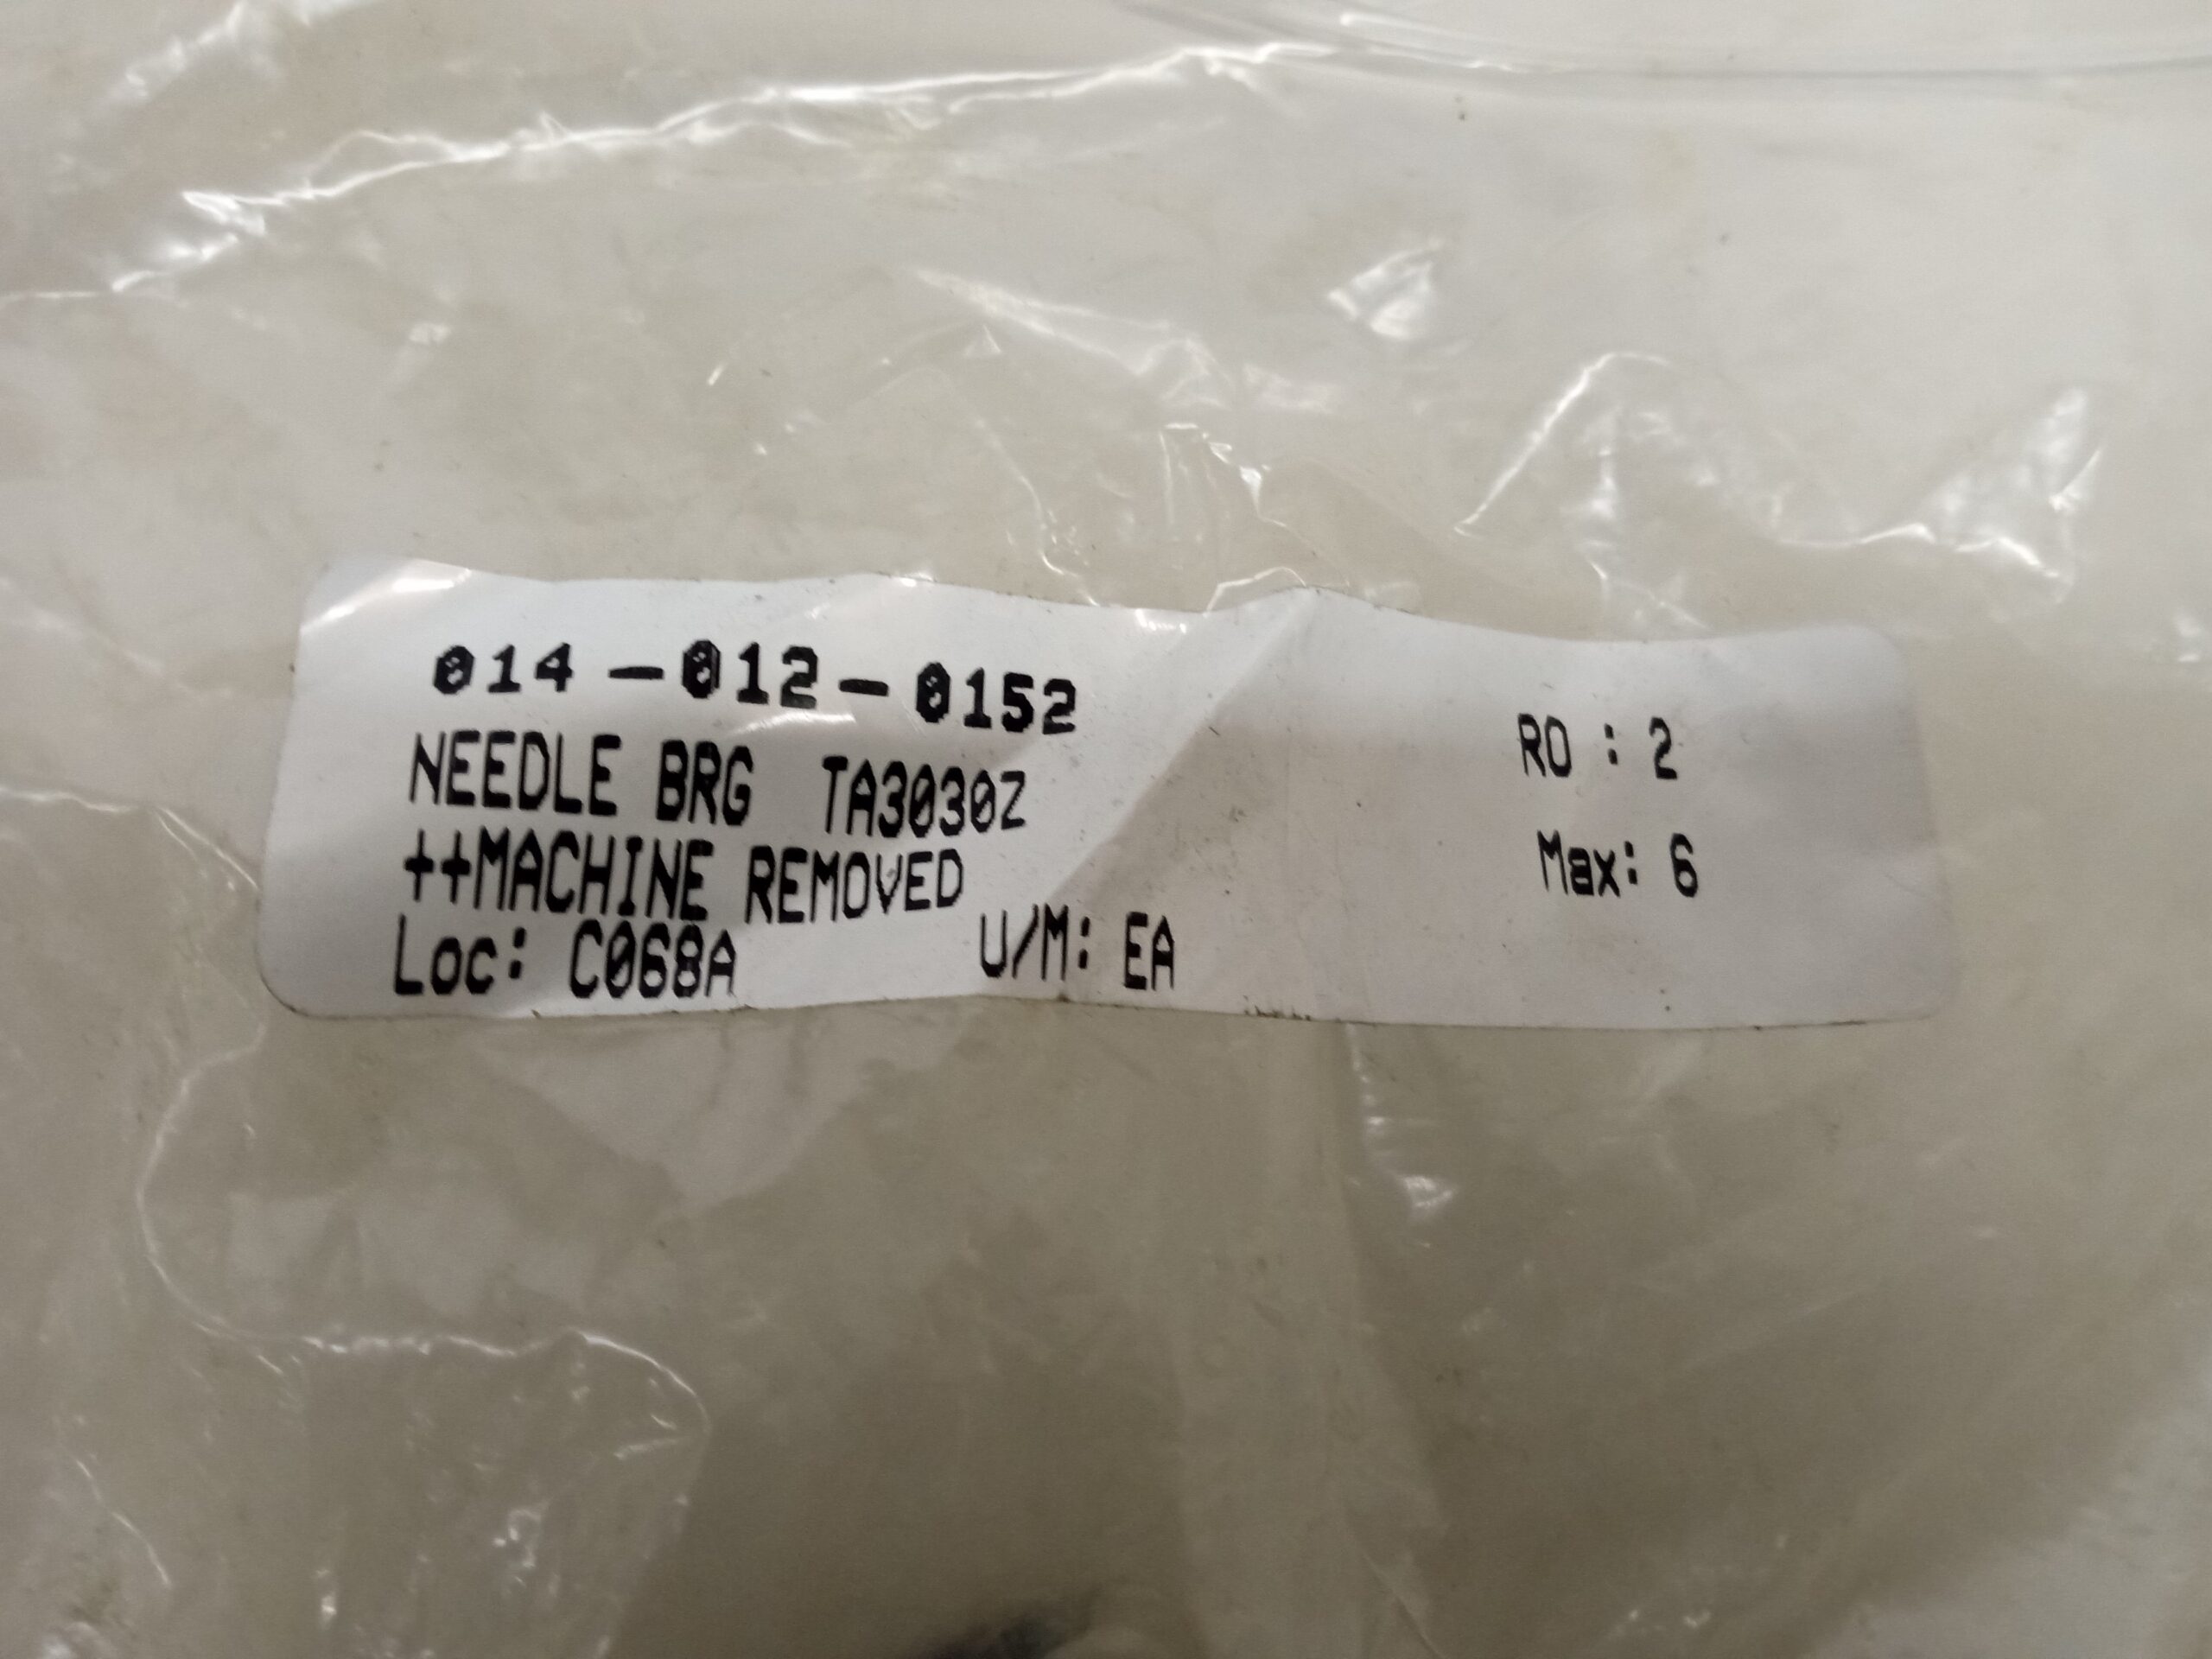 014-012-0152
NEEDLE BRG TA3030Z
++MACHINE REMOVED
Loc: C068A U/M: EA
RO : 2
Max: 6